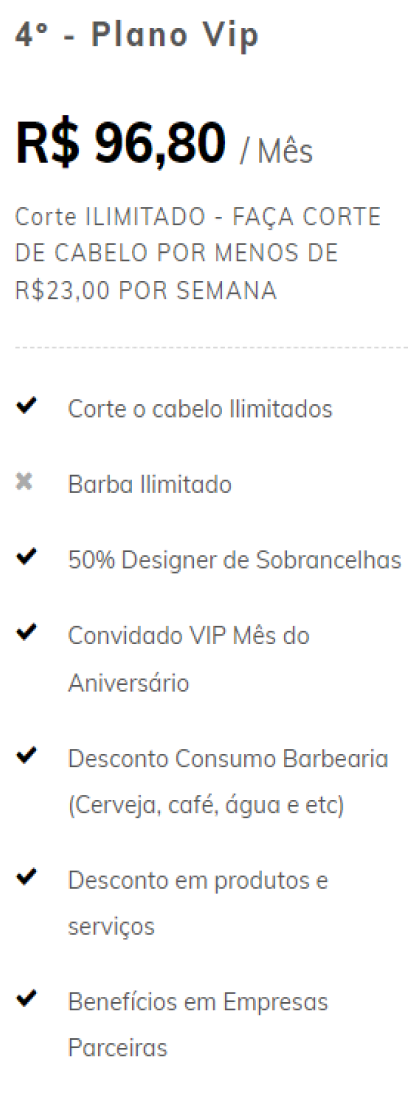 4º - Plano Vip
R$ 96,80 / Mês
Corte ILIMITADO - FAÇA CORTE
DE CABELO POR MENOS DE
R$23,00 POR SEMANA
Corte o cabelo Ilimitados
Barba Ilimitado
50% Designer de Sobrancelhas
Convidado VIP Mês do
Aniversário
Desconto Consumo Barbearia
(Cerveja, café, água e etc)
Desconto em produtos e
serviços
Benefícios em Empresas
Parceiras